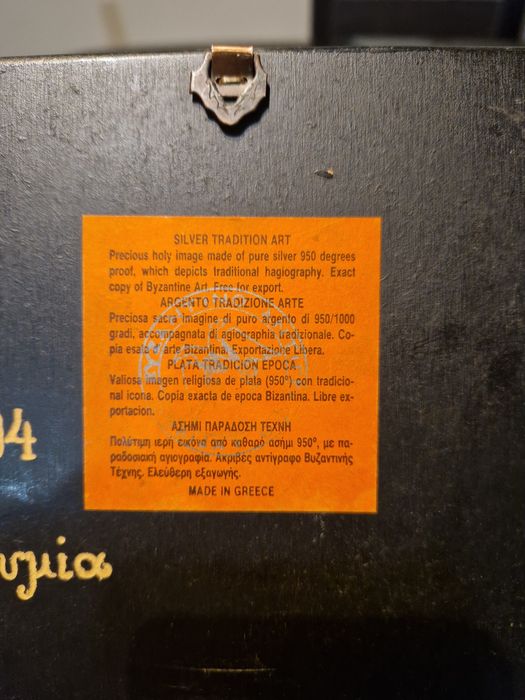 SILVER TRADITION ART
Precious holy image made of pure silver 950 degrees
proof, which depicts traditional hagiography. Exact
copy of Byzantine Art. Free for export.
ARGENTO TRADIZIONE ARTE
Preciosa sacra imagine di puro argento di 950/1000
gradi, accompagnata di agiographia tradizionale. Co-
pia esata d'arte Bizantina. Exportazione Libera.
PLATA TRADICION EPOCA
Valiosa imagen religiosa de plata (950°) con tradicio-
nal icona. Copia exacta de epoca Bizantina. Libre ex-
portacion.
ΑΣΗΜΙ ΠΑΡΑΔΟΣΗ ΤΕΧΝΗ
Πολύτιμη ιερή εικόνα από καθαρό ασήμι 950°, με πα-
ραδοσιακή αγιογραφία. Ακριβές αντίγραφο Βυζαντινής
Τέχνης. Ελεύθερη εξαγωγής.
MADE IN GREECE
94
υμία